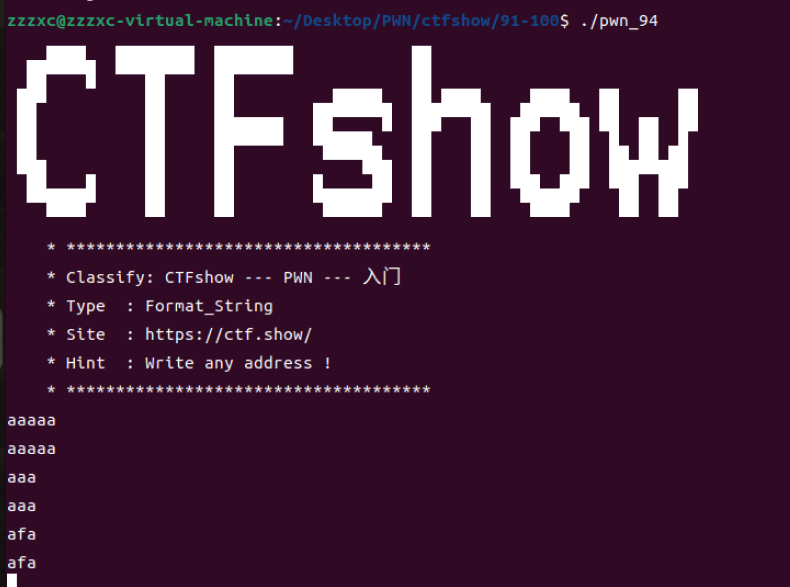 zzzxc@zzzxc-virtual-machine:~/Desktop/PWN/ctfshow/91-100$ ./pwn_94
CTFshow
* *************************************
* Classify: CTFshow --- PWN --- 入门
* Type  : Format_String
* Site  : https://ctf.show/
* Hint  : Write any address !
* *************************************
aaaaa
aaaaa
aaa
aaa
afa
afa